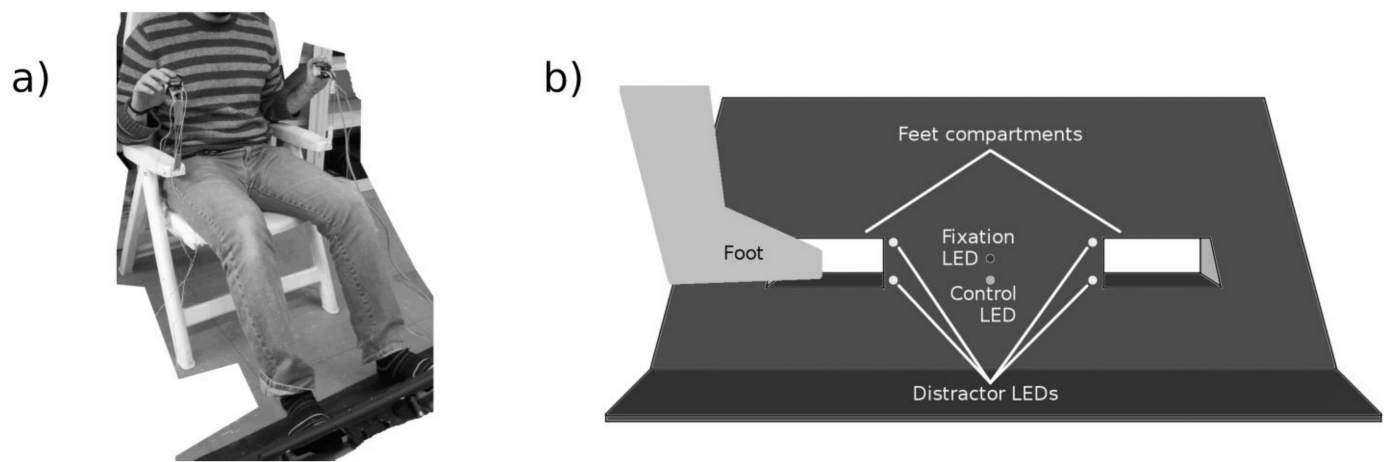 a)
b)
Feet compartments
Foot
Fixation
LED
Control
LED
Distractor LEDs